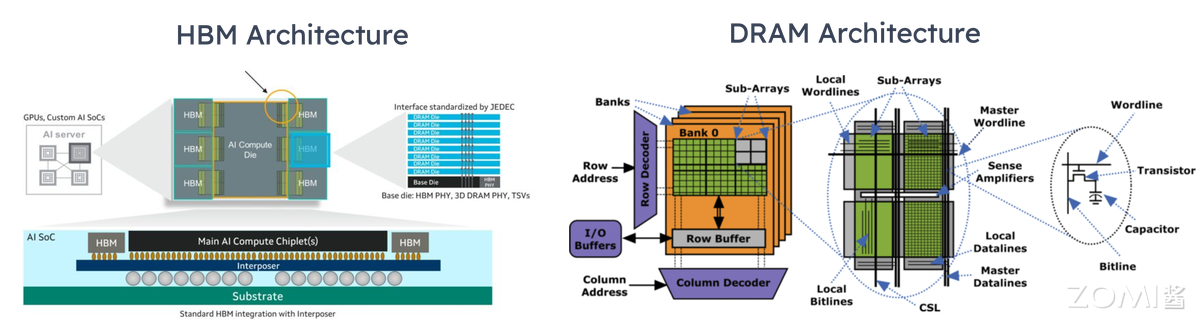 HBM Architecture
GPUs, Custom AI SoCs
AI server
HBM
HBM
HBM
AI Compute
Die
HBM
HBM
HBM
Interface standardized by JEDEC
DRAM Die
DRAM Die
DRAM Die
DRAM Die
DRAM Die
DRAM Die
DRAM Die
DRAM Die
Base Die
HBM
PHY
Base die: HBM PHY, 3D DRAM PHY, TSVs
AI SoC
HBM
Main AI Compute Chiplet(s)
HBM
Interposer
Substrate
Standard HBM integration with Interposer
DRAM Architecture
Banks
Sub-Arrays
Bank 0
Row
Address
Row Decoder
I/O
Buffers
Row Buffer
Column
Address
Column Decoder
Local
Wordlines
Sub-Arrays
Master
Wordline
Sense
Amplifiers
Local
Datalines
Master
Datalines
Local
Bitlines
CSL
Wordline
Transistor
Capacitor
Bitline
ZOMI酱